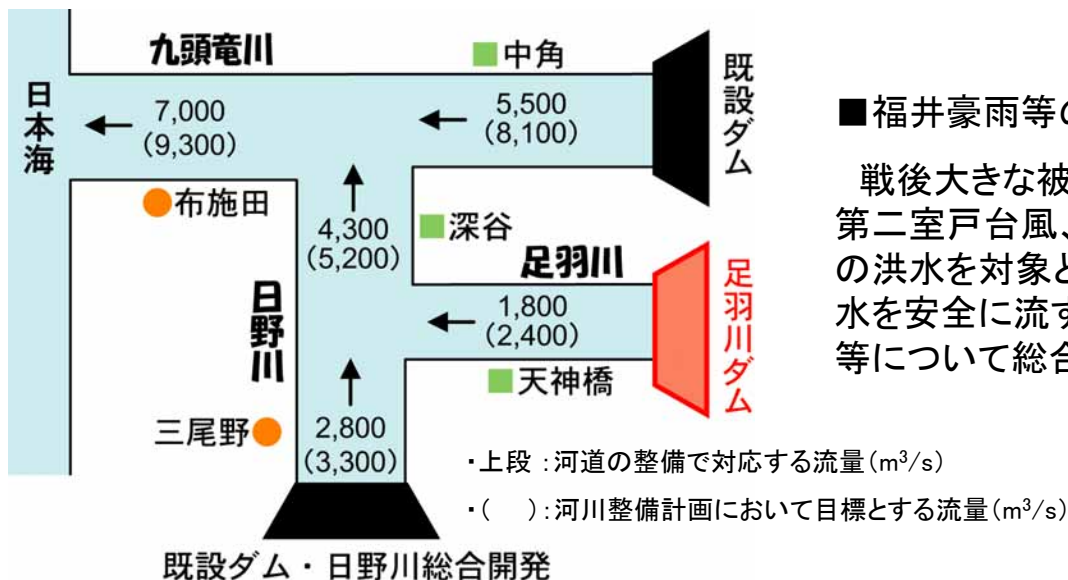 九頭竜川
■中角
既設ダム
日本海
7,000
(9,300)
5,500
(8,100)
●布施田
4,300
(5,200)
■深谷
足羽川
日野川
1,800
(2,400)
足羽川ダム
■天神橋
三尾野●
2,800
(3,300)
既設ダム・日野川総合開発
・上段：河道の整備で対応する流量（m³/s）
・(　)：河川整備計画において目標とする流量（m³/s）
■福井豪雨等の
戦後大きな被
第二室戸台風、
の洪水を対象と
水を安全に流す
等について総合